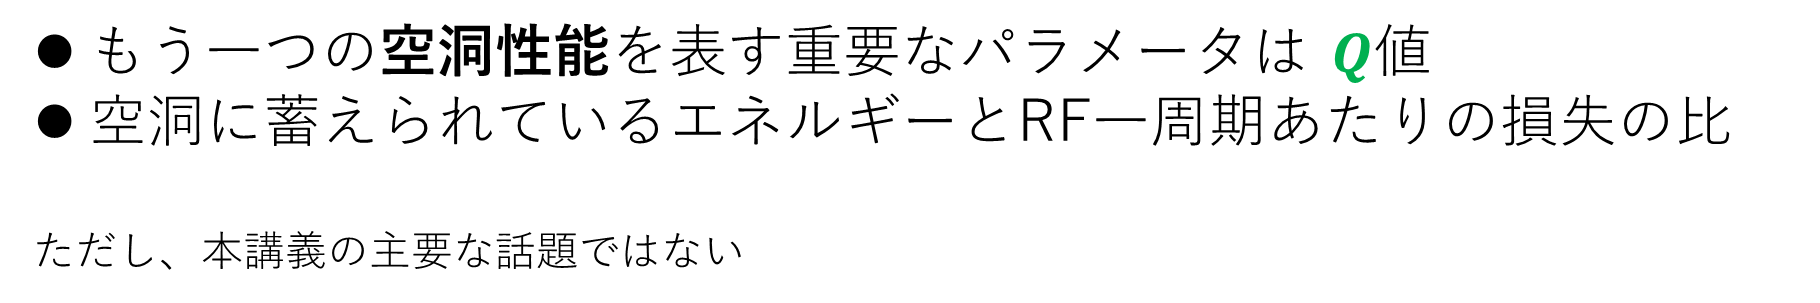 ● もう一つの空洞性能を表す重要なパラメータは Q値
● 空洞に蓄えられているエネルギーとRF一周期あたりの損失の比
ただし、本講義の主要な話題ではない